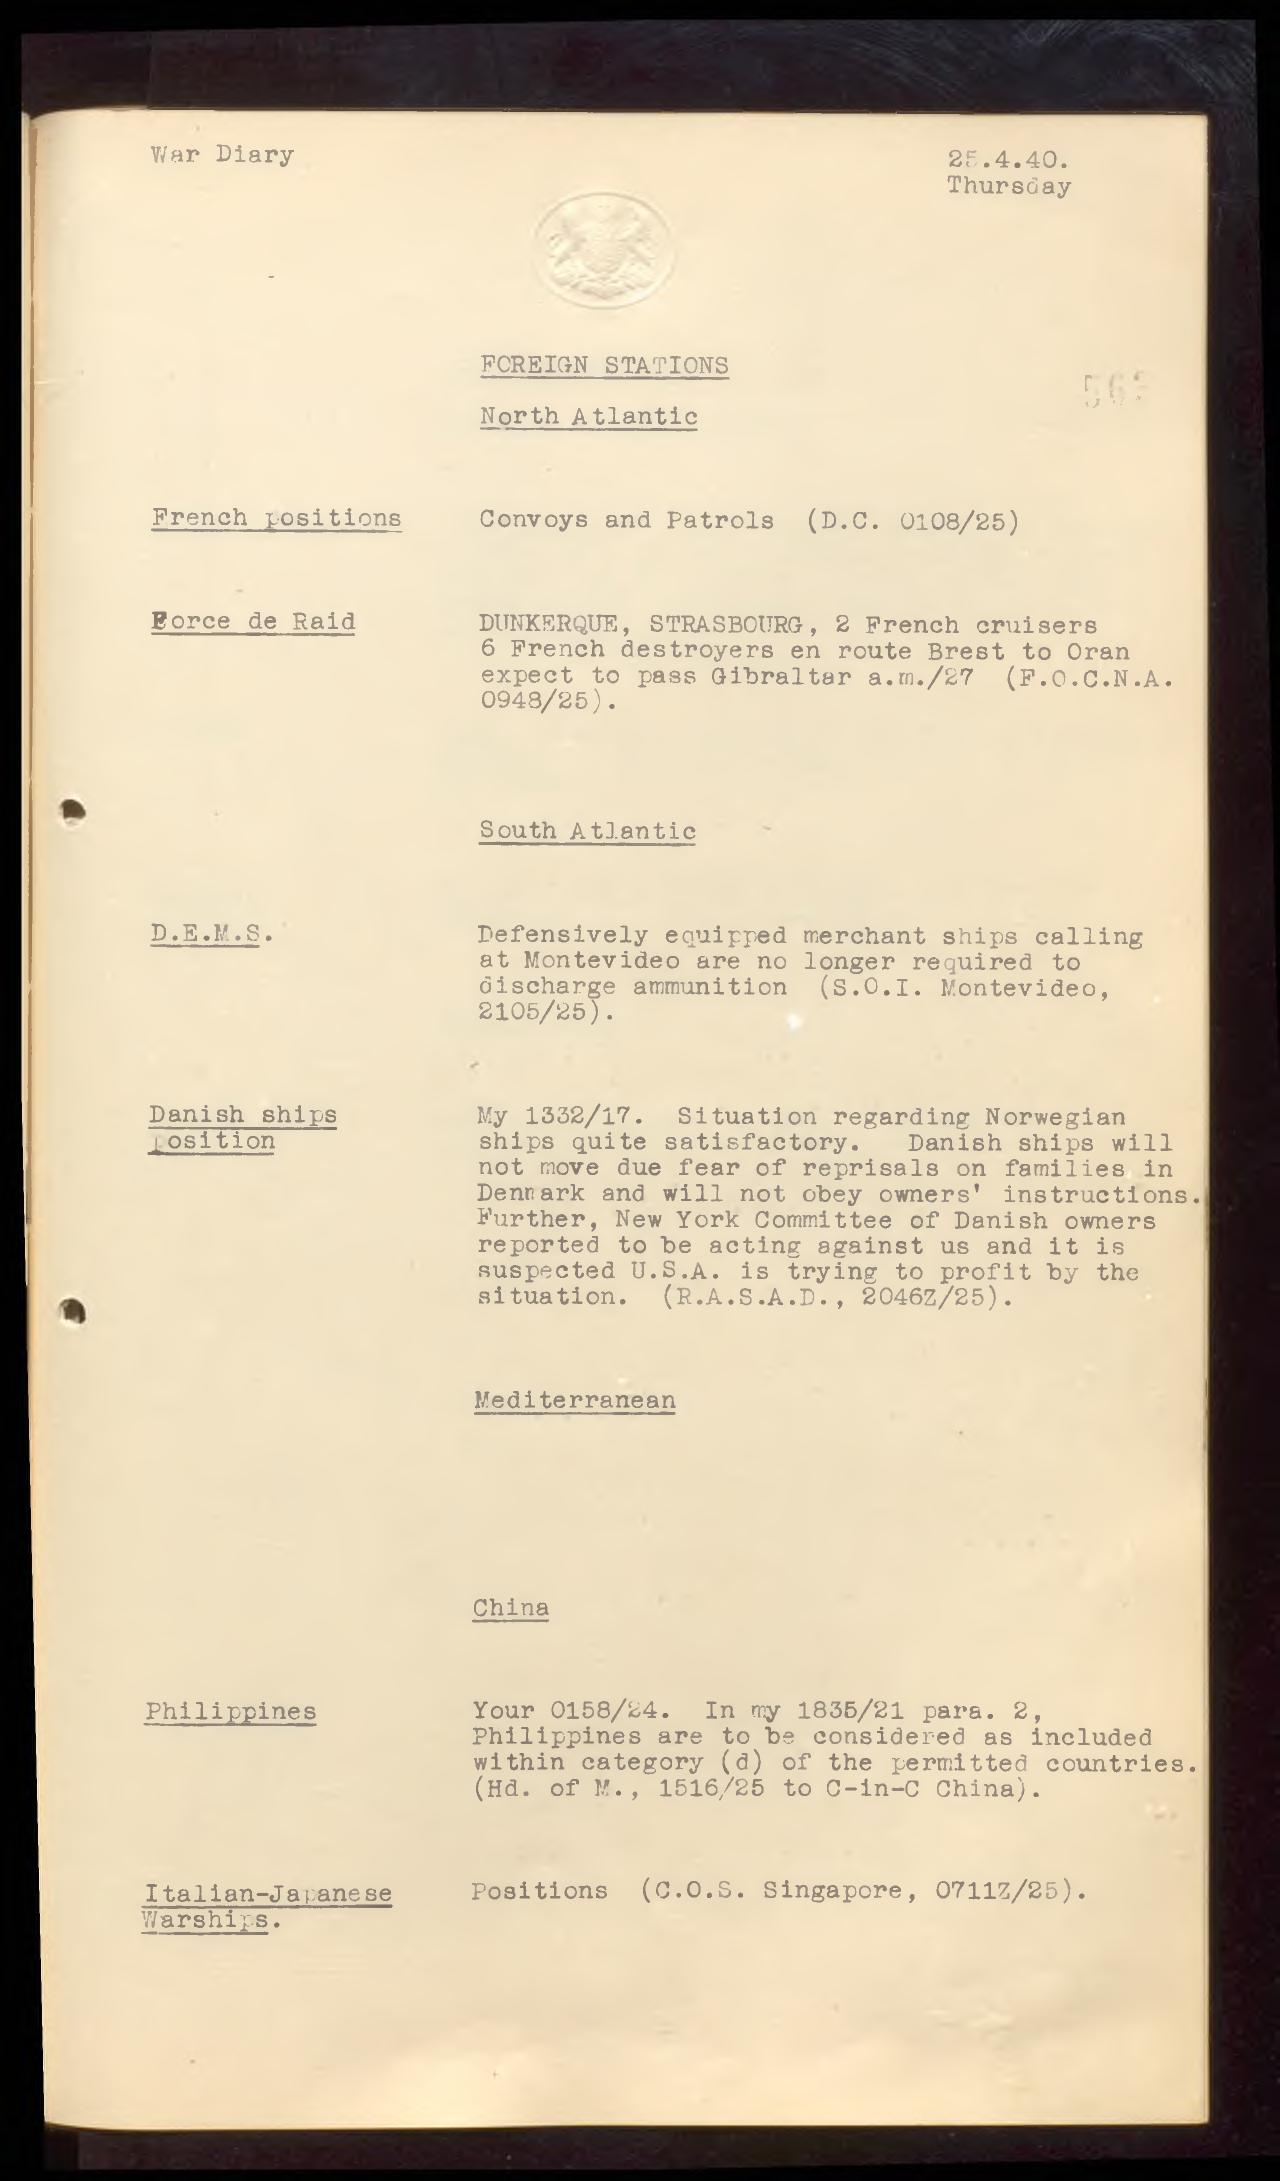 War Diary
25.4.40.
Thursday
FOREIGN STATIONS
North Atlantic
French positions
Convoys and Patrols (D.C. 0108/25)
Force de Raid
DUNKERQUE, STRASBOURG, 2 French cruisers
6 French destroyers en route Brest to Oran
expect to pass Gibraltar a.m./27 (F.O.C.N.A.
0948/25).
South Atlantic
D.E.M.S.
Defensively equipped merchant ships calling
at Montevideo are no longer required to
discharge ammunition (S.O.I. Montevideo,
2105/25).
Danish ships
position
My 1332/17. Situation regarding Norwegian
ships quite satisfactory. Danish ships will
not move due fear of reprisals on families in
Denmark and will not obey owners' instructions.
Further, New York Committee of Danish owners
reported to be acting against us and it is
suspected U.S.A. is trying to profit by the
situation. (R.A.S.A.D., 2046Z/25).
Mediterranean
China
Philippines
Your 0158/24. In my 1835/21 para. 2,
Philippines are to be considered as included
within category (d) of the permitted countries.
(Hd. of M., 1516/25 to C-in-C China).
Italian-Japanese
Warships.
Positions (C.O.S. Singapore, 0711Z/25).